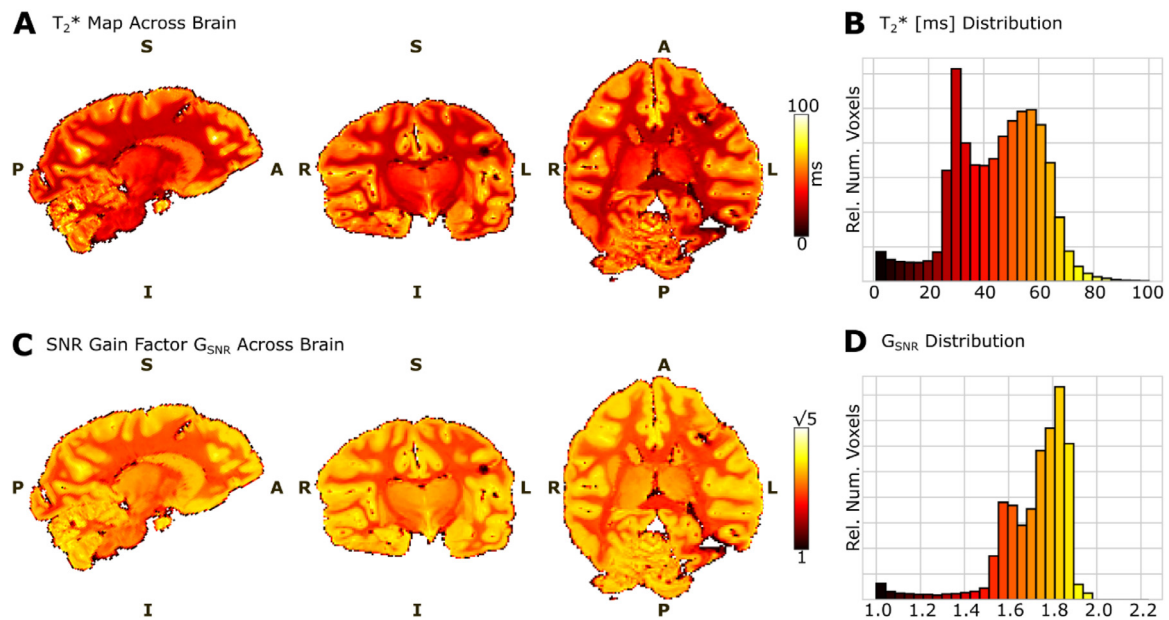 A T₂* Map Across Brain
S S A
P A R L R L
100
ms
0
I I P
B T₂* [ms] Distribution
Rel. Num. Voxels
0 20 40 60 80 100
C SNR Gain Factor G_SNR Across Brain
S S A
P A R L R L
√5
1
I I P
D G_SNR Distribution
Rel. Num. Voxels
1.0 1.2 1.4 1.6 1.8 2.0 2.2